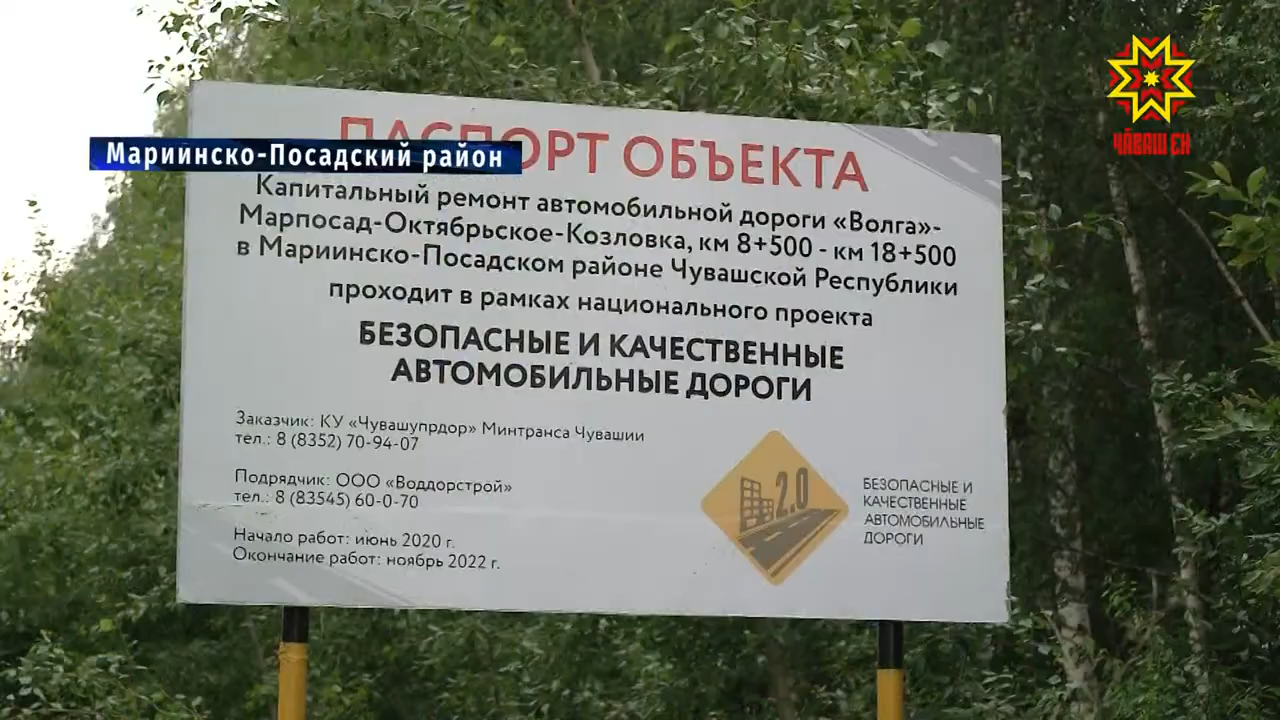 ЧӐВАШ ЕН
Мариинско-Посадский район
ПАСПОРТ ОБЪЕКТА
Капитальный ремонт автомобильной дороги «Волга»-
Марпосад-Октябрьское-Козловка, км 8+500 - км 18+500
в Мариинско-Посадском районе Чувашской Республики
проходит в рамках национального проекта
БЕЗОПАСНЫЕ И КАЧЕСТВЕННЫЕ
АВТОМОБИЛЬНЫЕ ДОРОГИ
Заказчик: КУ «Чувашупрдор» Минтранса Чувашии
тел.: 8 (8352) 70-94-07
Подрядчик: ООО «Воддорстрой»
тел.: 8 (83545) 60-0-70
Начало работ: июнь 2020 г.
Окончание работ: ноябрь 2022 г.
2.0
БЕЗОПАСНЫЕ И
КАЧЕСТВЕННЫЕ
АВТОМОБИЛЬНЫЕ
ДОРОГИ